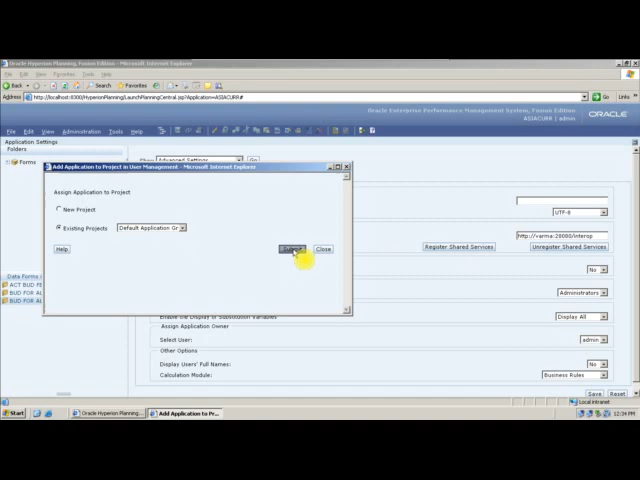 Oracle Hyperion Planning, Fusion Edition - Microsoft Internet Explorer
File Edit View Favorites Tools Help
Back Search Favorites
Address http://localhost:8300/HyperionPlanning/LaunchPlanningCentral.jsp?Application=ASIACURR# Go Links
Oracle Enterprise Performance Management System, Fusion Edition
ASIACURR | admin
ORACLE
File Edit View Administration Tools Help
Application Settings
Folders
Forms
Show Advanced Settings Go
Add Application to Project in User Management - Microsoft Internet Explorer
Assign Application to Project
New Project
Existing Projects Default Application Gr
Help Close
UTF-8
http://varma:28080/interop
Register Shared Services Unregister Shared Services
No
Administrators
Data Forms
ACT BUD FE
BUD FOR AL
BUD FOR AL
Enable the Display of Substitution Variables Display All
Assign Application Owner
Select User: admin
Other Options
Display Users' Full Names: No
Calculation Module: Business Rules
Save Reset
Local intranet
Start Oracle Hyperion Planning... Add Application to Pr... 12:34 PM